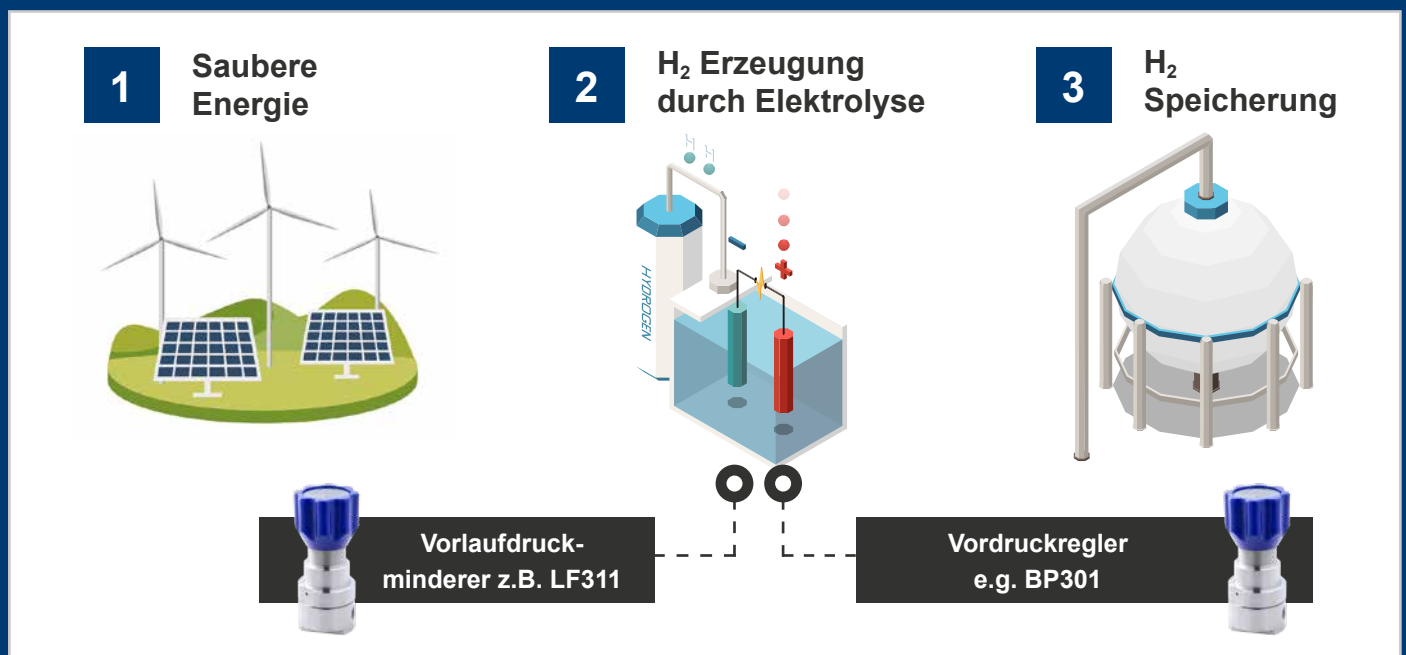 1
Saubere
Energie
2
H₂ Erzeugung
durch Elektrolyse
3
H₂
Speicherung
HYDROGEN
Vorlaufdruck-
minderer z.B. LF311
Vordruckregler
e.g. BP301